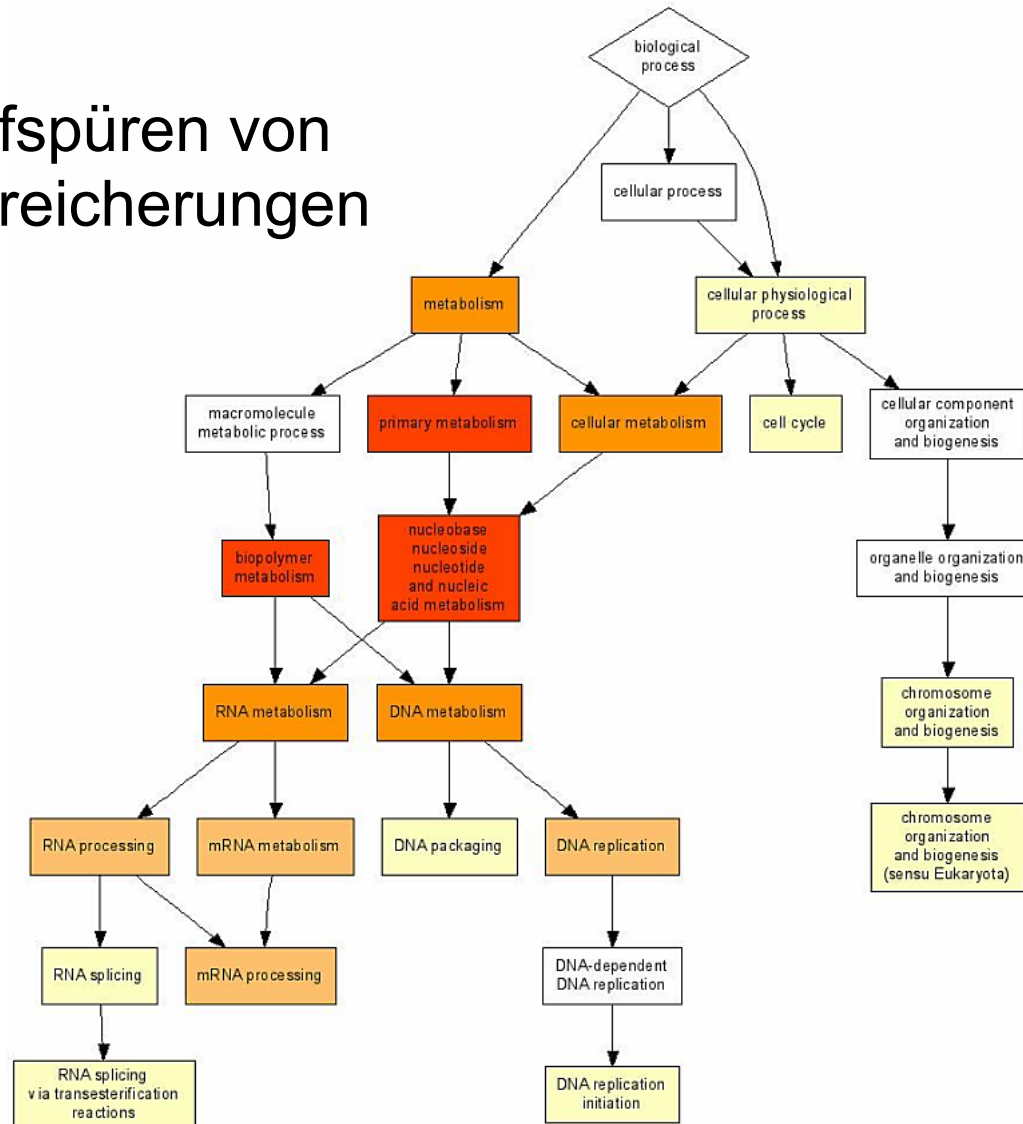 fspüren von
reicherungen
biological
process
cellular process
metabolism
cellular physiological
process
macromolecule
metabolic process
primary metabolism
cellular metabolism
cell cycle
cellular component
organization
and biogenesis
nucleobase
nucleoside
nucleotide
and nucleic
acid metabolism
biopolymer
metabolism
organelle organization
and biogenesis
RNA metabolism
DNA metabolism
chromosome
organization
and biogenesis
RNA processing
mRNA metabolism
DNA packaging
DNA replication
chromosome
organization
and biogenesis
(sensu Eukaryota)
RNA splicing
mRNA processing
DNA-dependent
DNA replication
RNA splicing
via transesterification
reactions
DNA replication
initiation